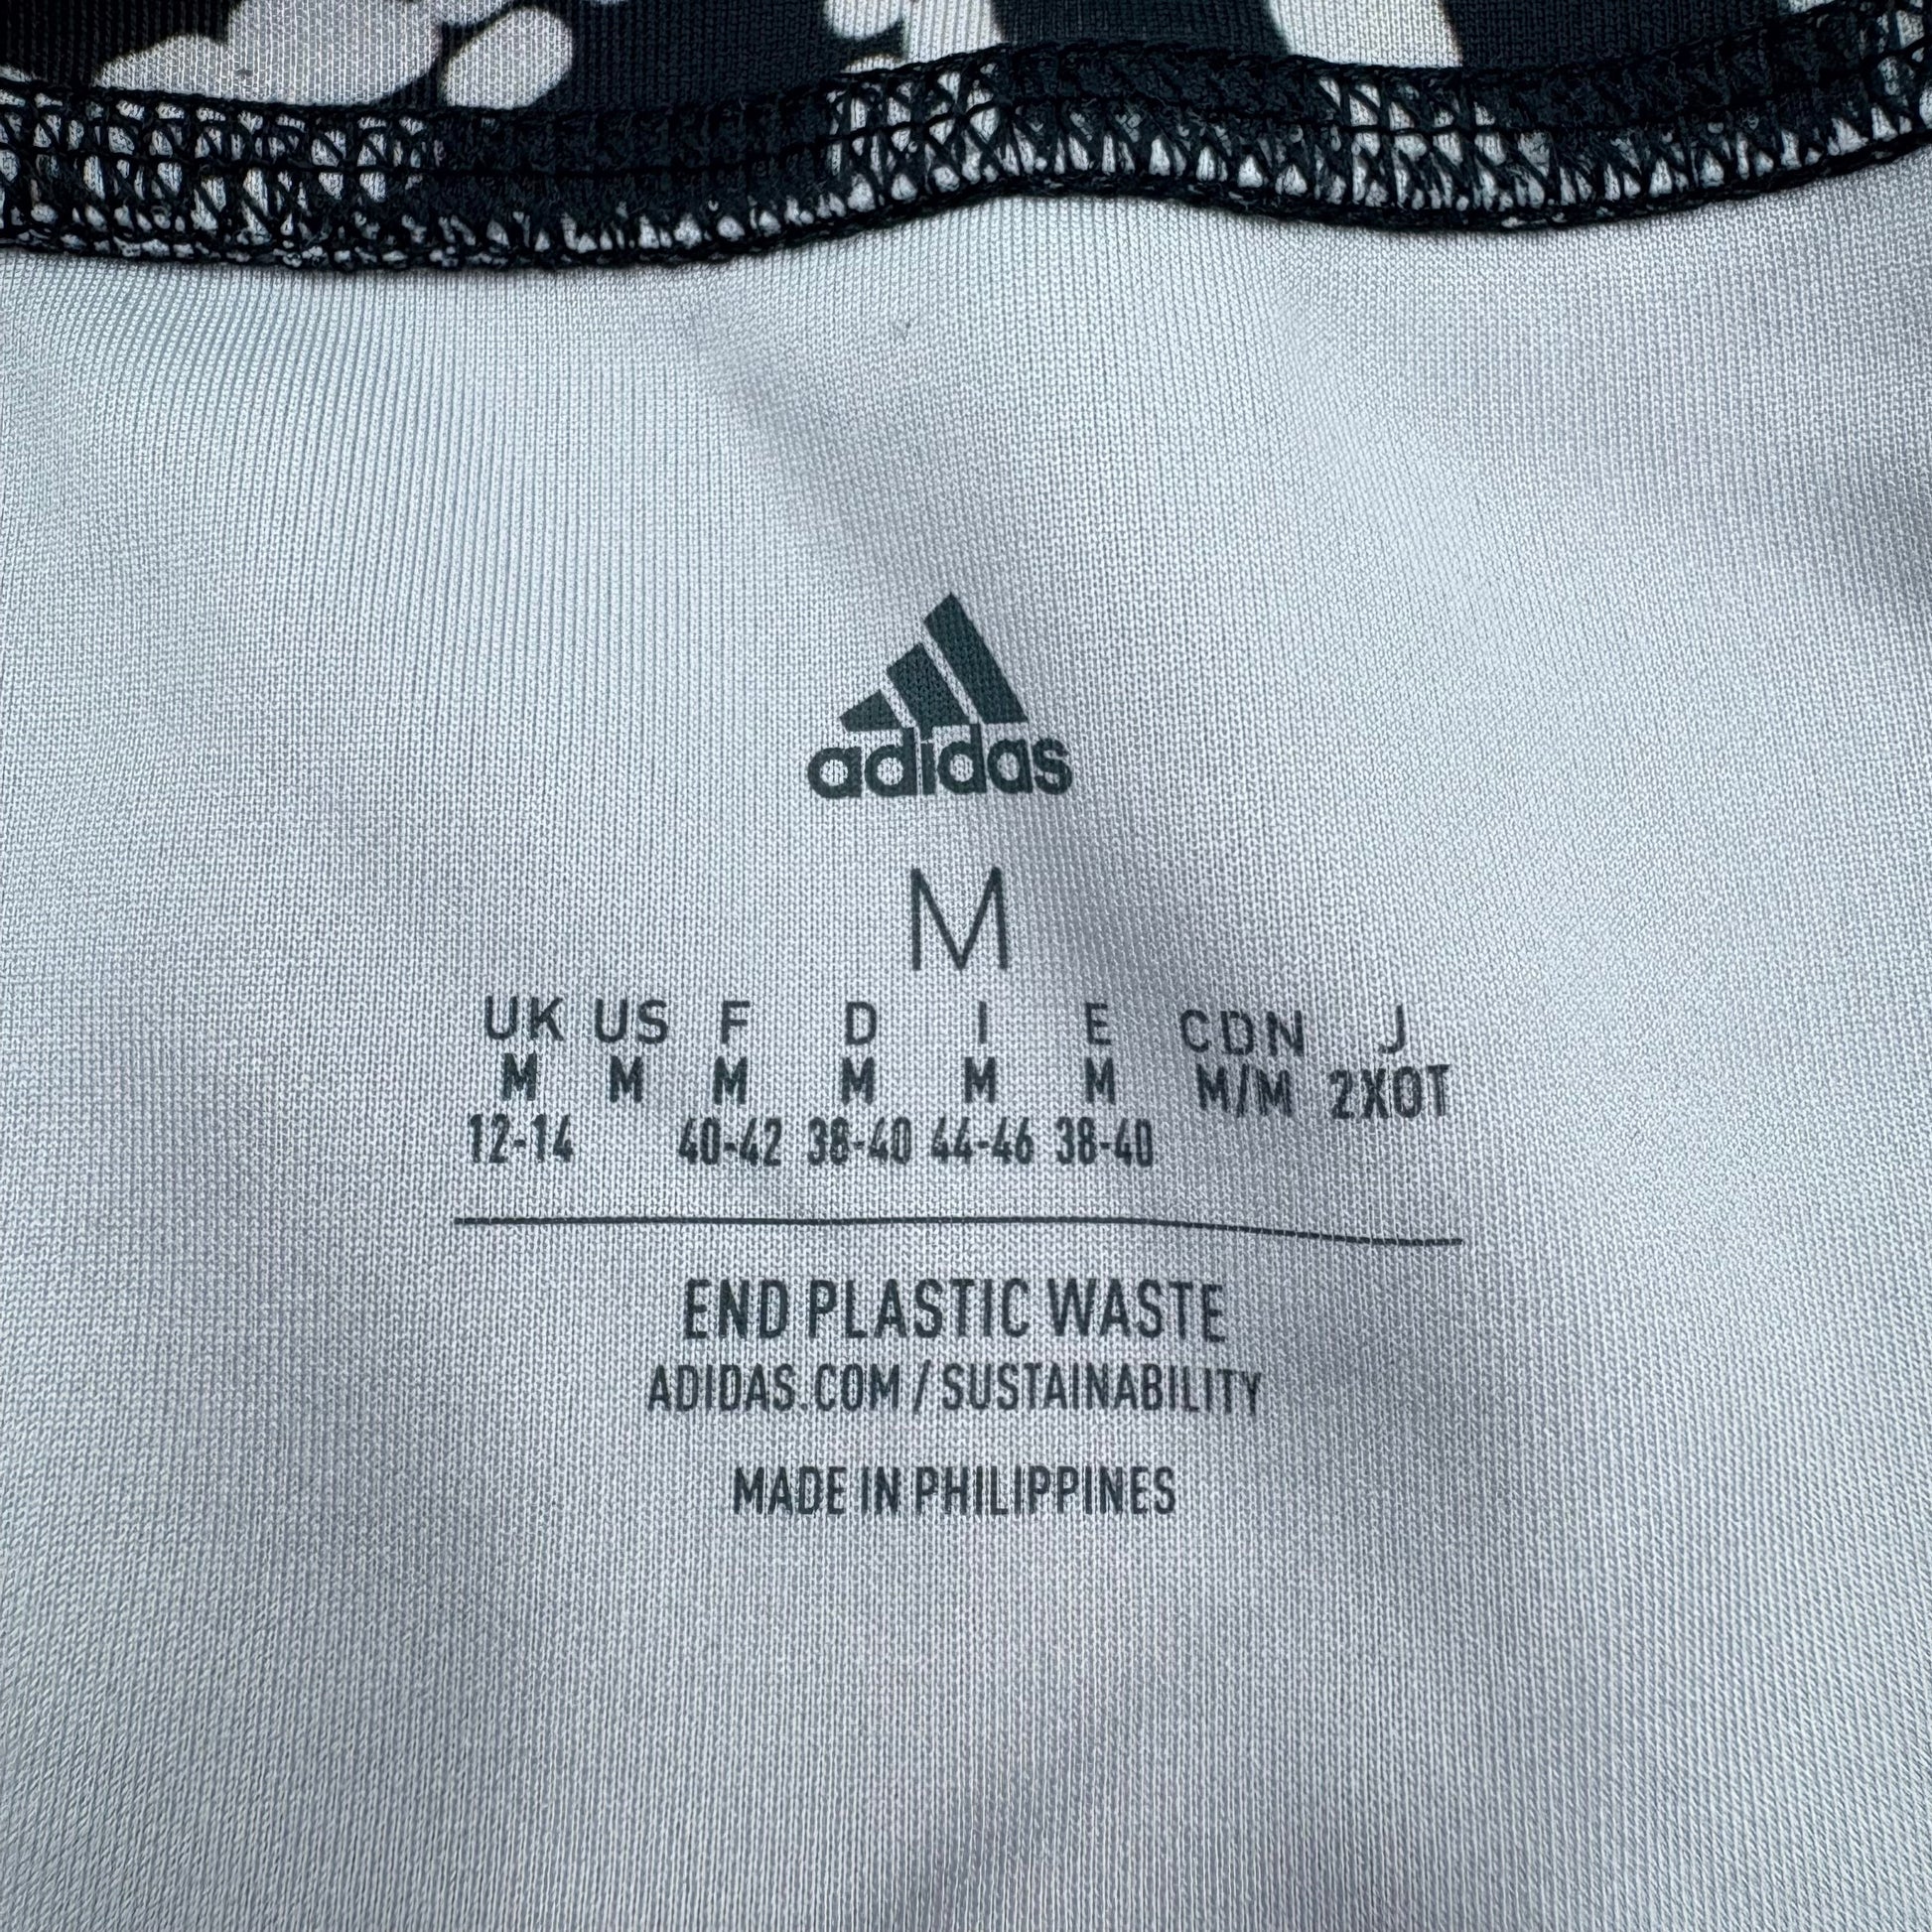 adidas
M
UK US F D I E CDN J
M M M M M M M/M 2XOT
12-14 40-42 38-40 44-46 38-40
END PLASTIC WASTE
ADIDAS.COM / SUSTAINABILITY
MADE IN PHILIPPINES